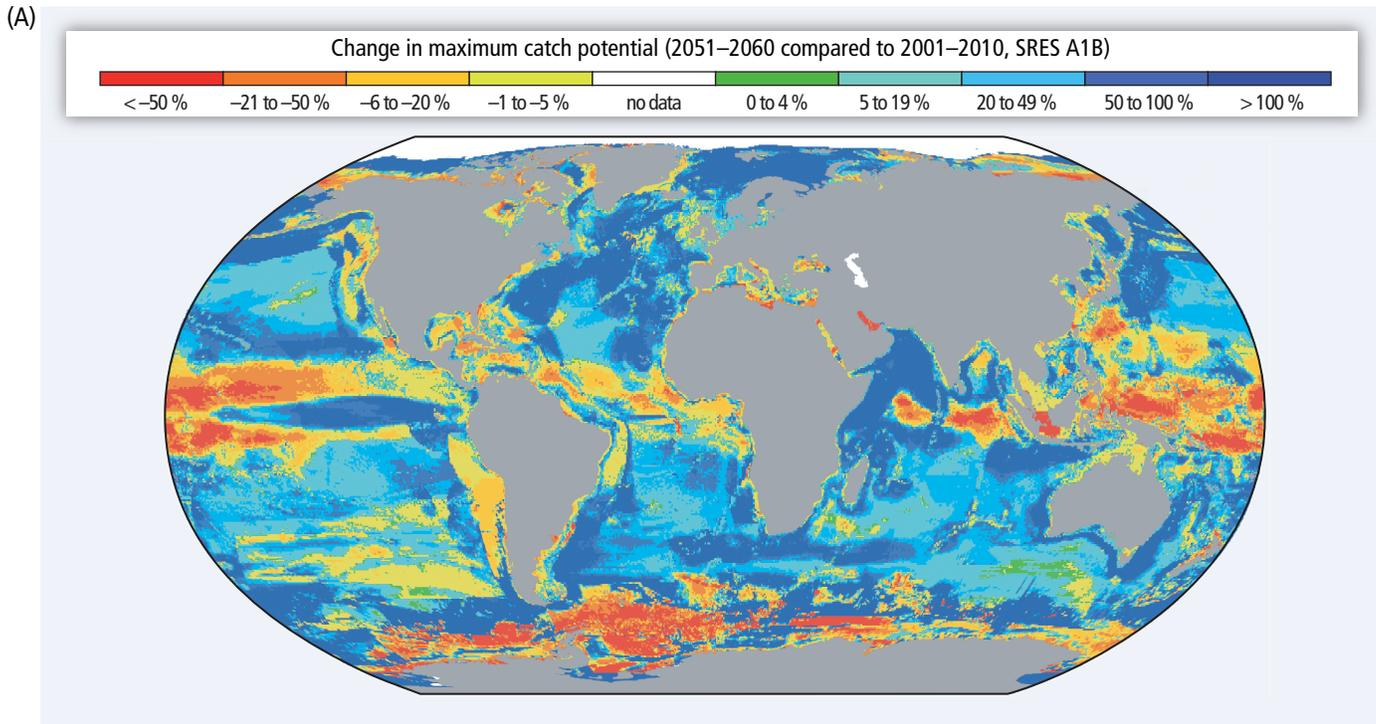 (A)
Change in maximum catch potential (2051–2060 compared to 2001–2010, SRES A1B)
< –50 % –21 to –50 % –6 to –20 % –1 to –5 % no data 0 to 4 % 5 to 19 % 20 to 49 % 50 to 100 % > 100 %